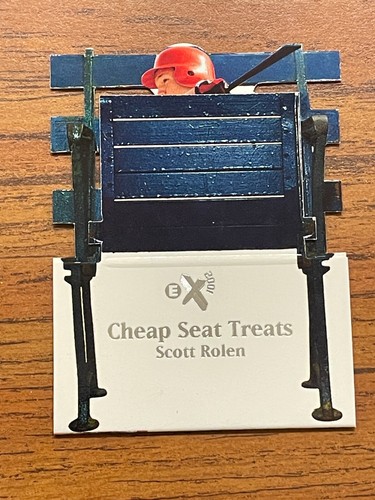 EX 2001
Cheap Seat Treats
Scott Rolen